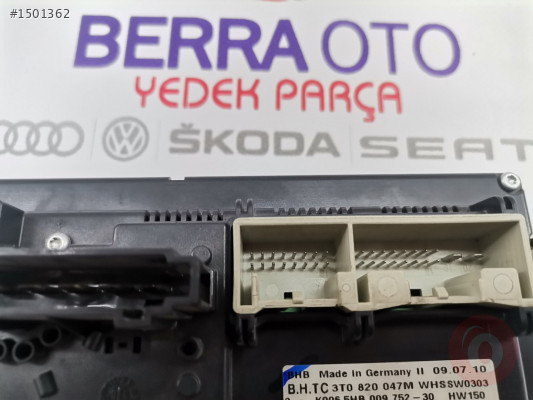 #1501362
BERRA OTO
YEDEK PARÇA
ŠKODA SEAT
BHB Made in Germany II 09.07.10
B.H.TC 3T0 820 047M WHSSW0303
5HB 009 752-30 HW150